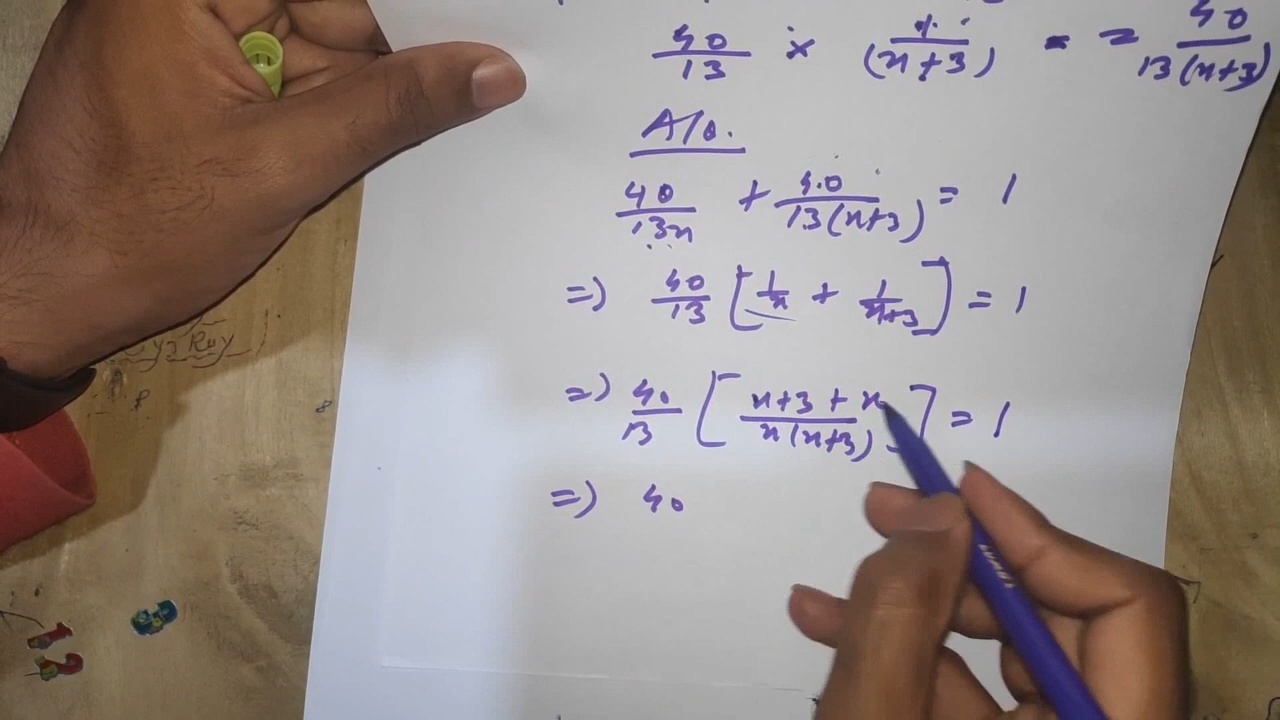 40/13 × 1/(x+3) = 40/13(x+3)
A/Q.
40/13x + 40/13(x+3) = 1
=) 40/13 [1/x + 1/x+3] = 1
=) 40/13 [x+3+x/x(x+3)] = 1
=) 40